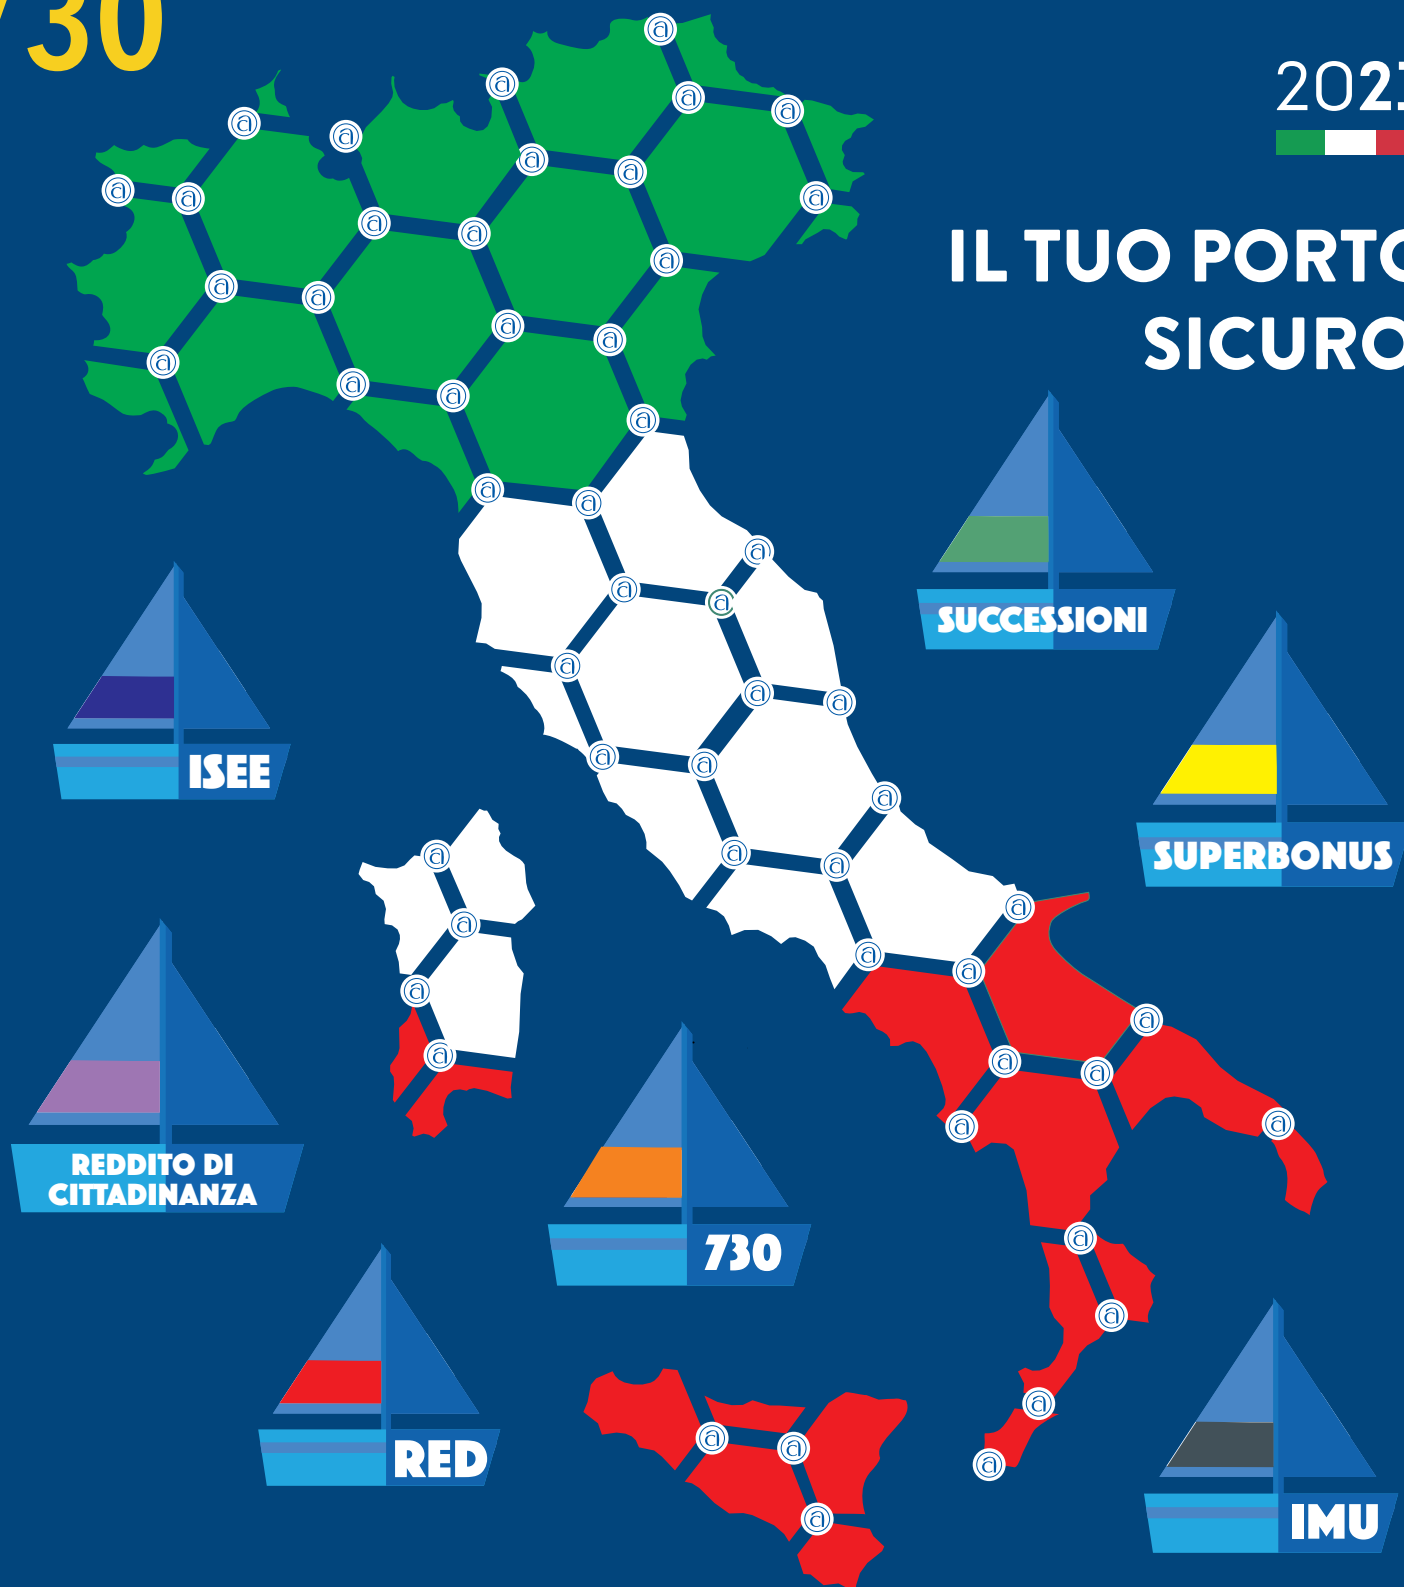 730
202
IL TUO PORTO
SICURO
SUCCESSIONI
ISEE
SUPERBONUS
REDDITO DI
CITTADINANZA
730
RED
IMU